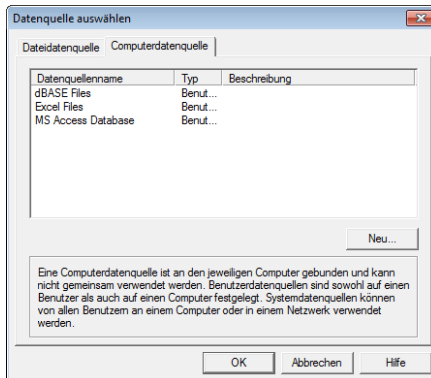 Datenquelle auswählen
Dateidatenquelle Computerdatenquelle
Datenquellenname Typ Beschreibung
dBASE Files Benut...
Excel Files Benut...
MS Access Database Benut...
Neu...
Eine Computerdatenquelle ist an den jeweiligen Computer gebunden und kann
nicht gemeinsam verwendet werden. Benutzerdatenquellen sind sowohl auf einen
Benutzer als auch auf einen Computer festgelegt. Systemdatenquellen können
von allen Benutzern an einem Computer oder in einem Netzwerk verwendet
werden.
OK Abbrechen Hilfe